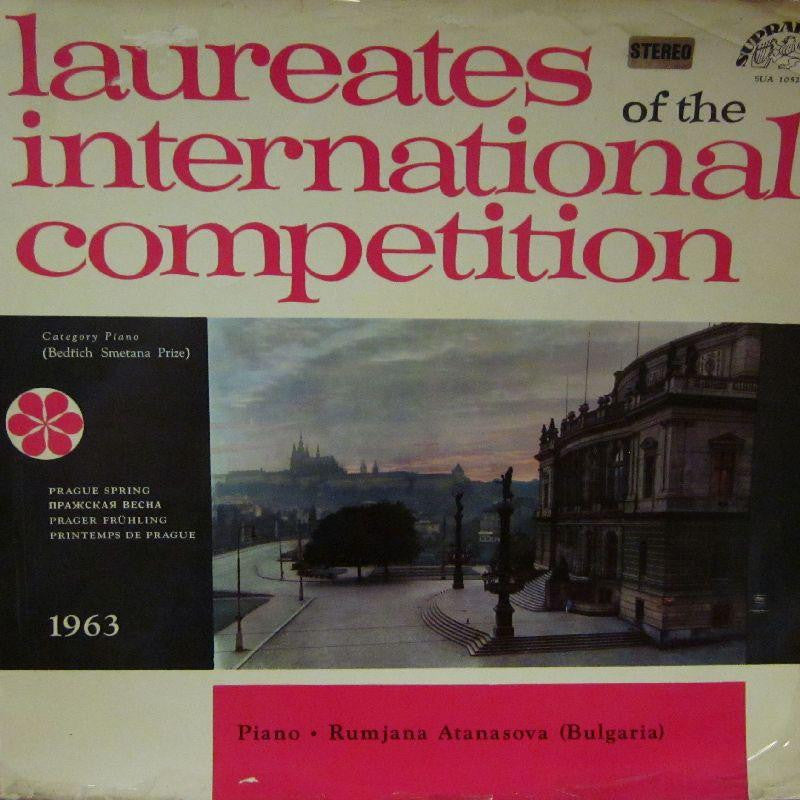 laureates
STEREO
SUPRAPHON
SUA 1052
of the
international
competition
Category Piano
(Bedřich Smetana Prize)
PRAGUE SPRING
ПРАЖСКАЯ ВЕСНА
PRAGER FRÜHLING
PRINTEMPS DE PRAGUE
1963
Piano • Rumjana Atanasova (Bulgaria)